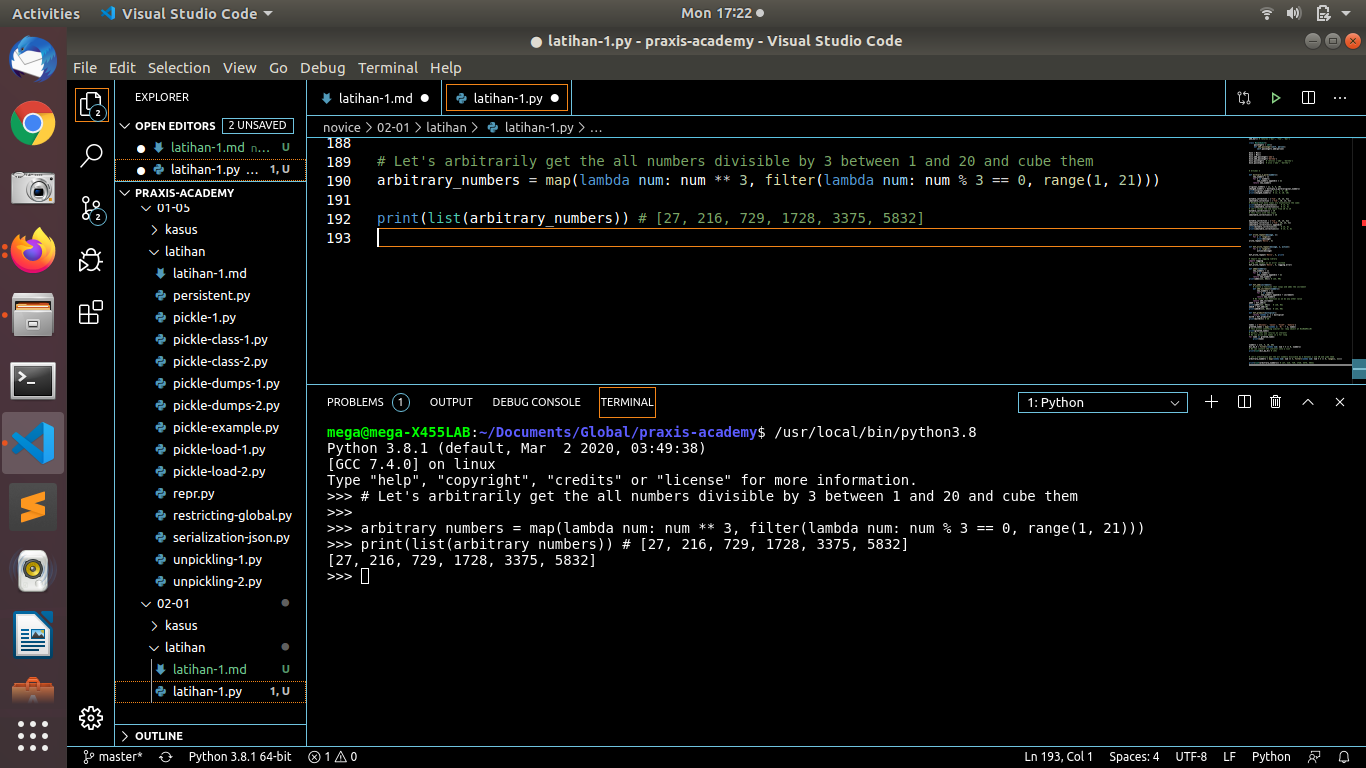 Activities Visual Studio Code Mon 17:22
latihan-1.py - praxis-academy - Visual Studio Code
File Edit Selection View Go Debug Terminal Help
EXPLORER
OPEN EDITORS 2 UNSAVED
latihan-1.md n... U
latihan-1.py ... 1, U
PRAXIS-ACADEMY
01-05
kasus
latihan
latihan-1.md
persistent.py
pickle-1.py
pickle-class-1.py
pickle-class-2.py
pickle-dumps-1.py
pickle-dumps-2.py
pickle-example.py
pickle-load-1.py
pickle-load-2.py
repr.py
restricting-global.py
serialization-json.py
unpickling-1.py
unpickling-2.py
02-01
kasus
latihan
latihan-1.md U
latihan-1.py 1, U
OUTLINE
2
2
latihan-1.md latihan-1.py
novice > 02-01 > latihan > latihan-1.py > ...
188
189 # Let's arbitrarily get the all numbers divisible by 3 between 1 and 20 and cube them
190 arbitrary_numbers = map(lambda num: num ** 3, filter(lambda num: num % 3 == 0, range(1, 21)))
191
192 print(list(arbitrary_numbers)) # [27, 216, 729, 1728, 3375, 5832]
193
PROBLEMS 1 OUTPUT DEBUG CONSOLE TERMINAL 1: Python
mega@mega-X455LAB:~/Documents/Global/praxis-academy$ /usr/local/bin/python3.8
Python 3.8.1 (default, Mar  2 2020, 03:49:38)
[GCC 7.4.0] on linux
Type "help", "copyright", "credits" or "license" for more information.
>>> # Let's arbitrarily get the all numbers divisible by 3 between 1 and 20 and cube them
>>>
>>> arbitrary_numbers = map(lambda num: num ** 3, filter(lambda num: num % 3 == 0, range(1, 21)))
>>> print(list(arbitrary_numbers)) # [27, 216, 729, 1728, 3375, 5832]
[27, 216, 729, 1728, 3375, 5832]
>>>
master* Python 3.8.1 64-bit 1 0 Ln 193, Col 1 Spaces: 4 UTF-8 LF Python